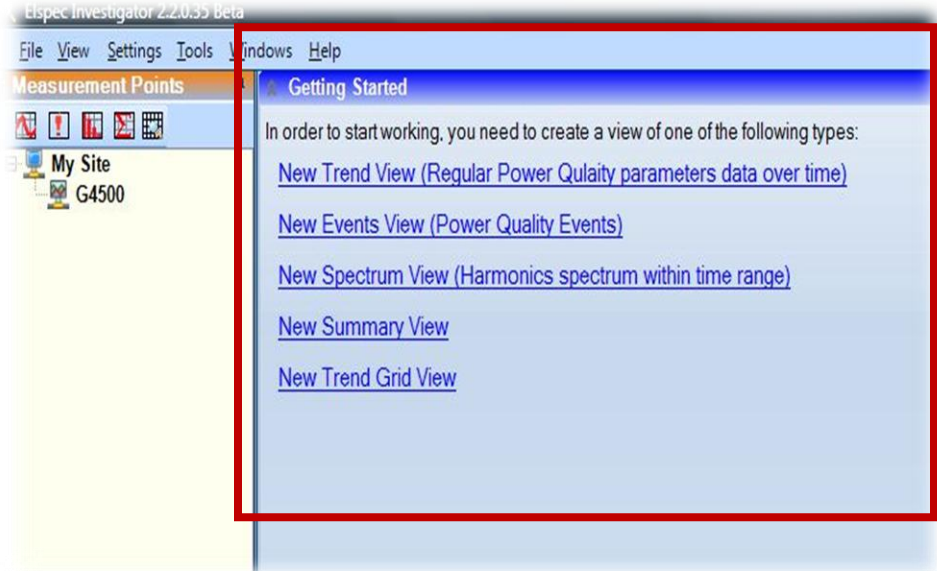 Elspec Investigator 2.2.0.35 Beta
File View Settings Tools Windows Help
Measurement Points
Getting Started
In order to start working, you need to create a view of one of the following types:
My Site
G4500
New Trend View (Regular Power Qulaity parameters data over time)
New Events View (Power Quality Events)
New Spectrum View (Harmonics spectrum within time range)
New Summary View
New Trend Grid View